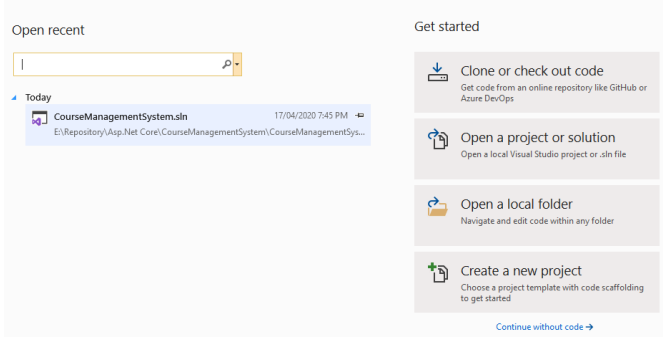 Open recent
Today
CourseManagementSystem.sln 17/04/2020 7:45 PM
E:\Repository\Asp.Net Core\CourseManagementSystem\CourseManagementSys...
Get started
Clone or check out code
Get code from an online repository like GitHub or
Azure DevOps
Open a project or solution
Open a local Visual Studio project or .sln file
Open a local folder
Navigate and edit code within any folder
Create a new project
Choose a project template with code scaffolding
to get started
Continue without code →